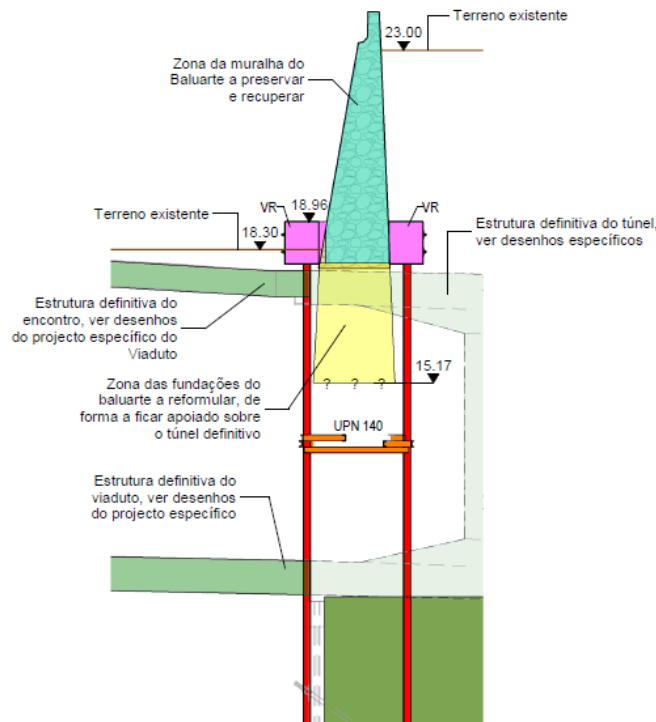 Terreno existente
23.00
Zona da muralha do
Baluarte a preservar
e recuperar
VR
18.96
VR
Terreno existente
18.30
Estrutura definitiva do túnel,
ver desenhos específicos
Estrutura definitiva do
encontro, ver desenhos
do projecto específico do
Viaduto
15.17
? ? ?
Zona das fundações do
baluarte a reformular, de
forma a ficar apoiado sobre
o túnel definitivo
UPN 140
Estrutura definitiva do
viaduto, ver desenhos
do projecto específico